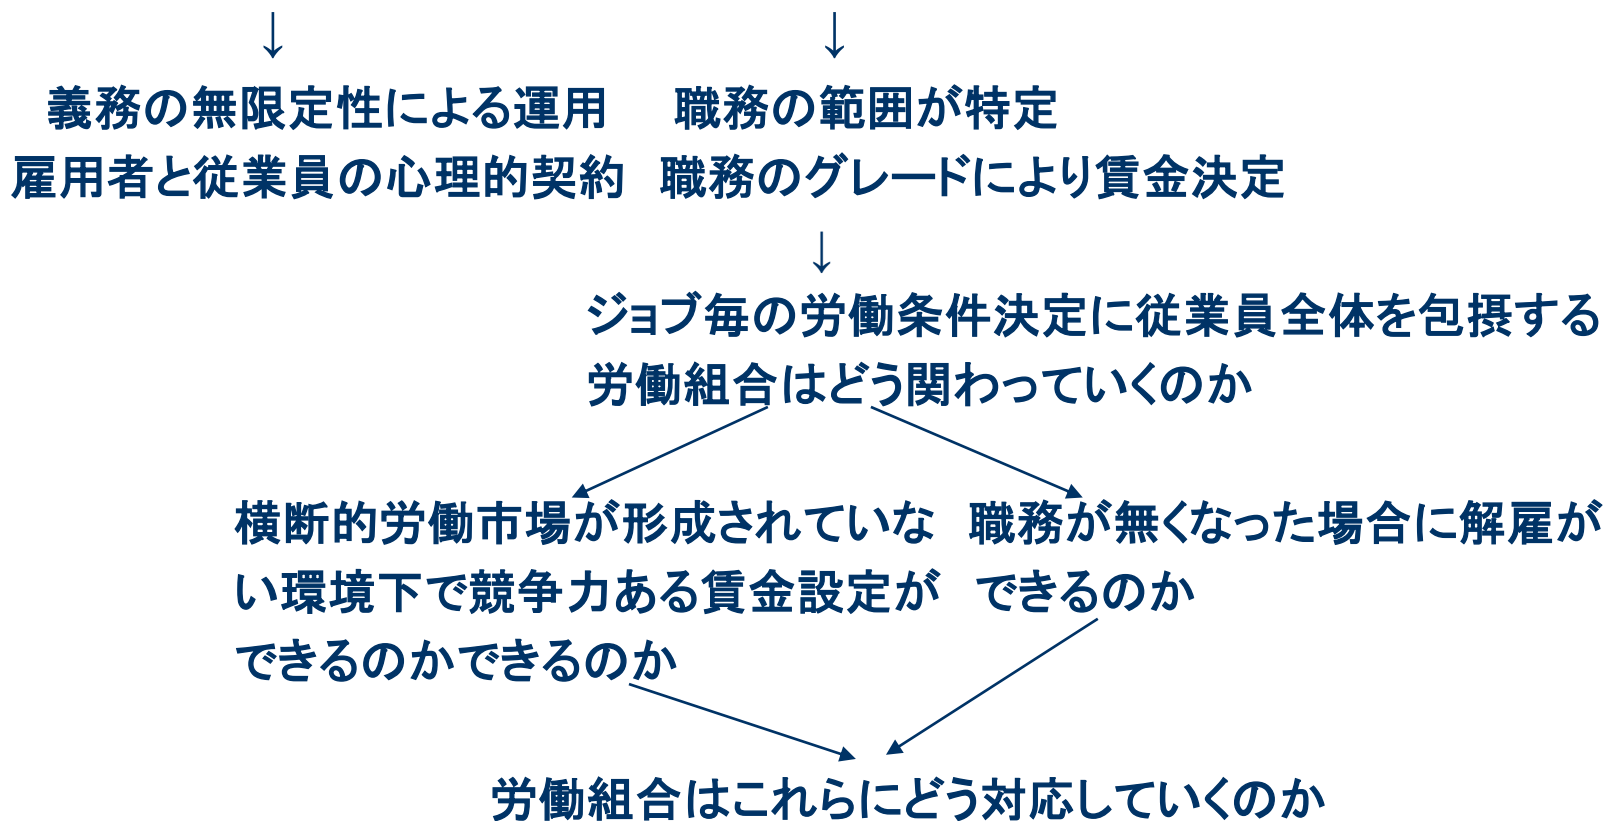 ↓ ↓
義務の無限定性による運用 職務の範囲が特定
雇用者と従業員の心理的契約 職務のグレードにより賃金決定
↓
ジョブ毎の労働条件決定に従業員全体を包摂する
労働組合はどう関わっていくのか
横断的労働市場が形成されていな 職務が無くなった場合に解雇が
い環境下で競争力ある賃金設定が できるのか
できるのかできるのか
労働組合はこれらにどう対応していくのか